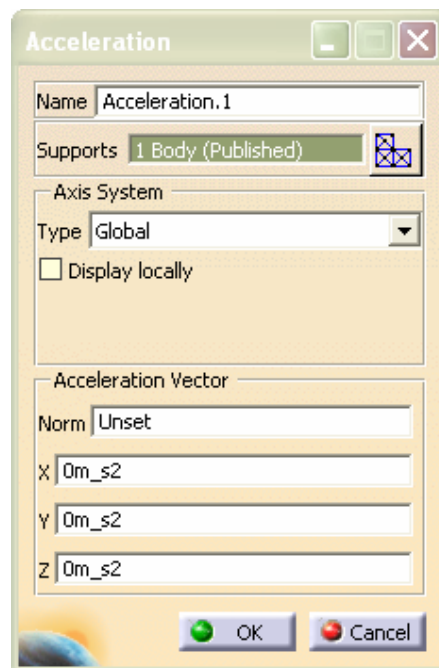 Acceleration
Name Acceleration.1
Supports 1 Body (Published)
Axis System
Type Global
Display locally
Acceleration Vector
Norm Unset
X 0m_s2
Y 0m_s2
Z 0m_s2
OK Cancel